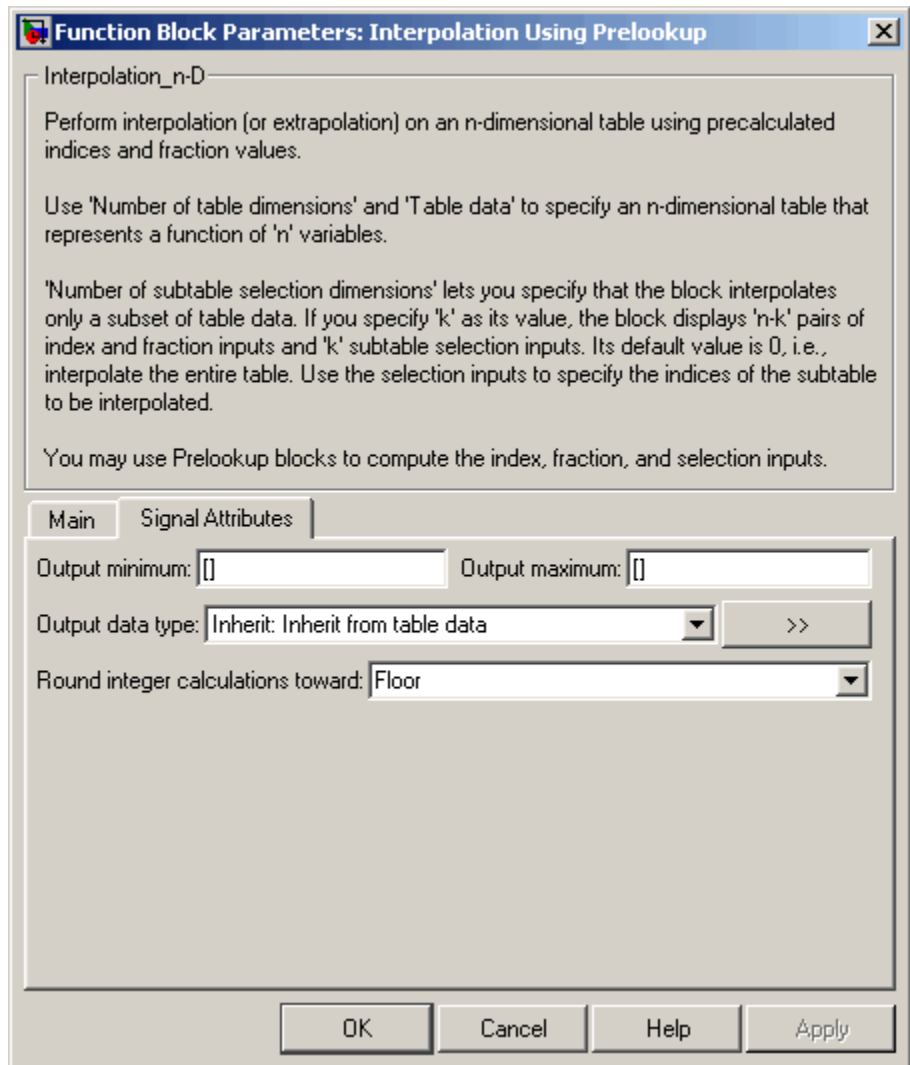 Function Block Parameters: Interpolation Using Prelookup
Interpolation_n-D
Perform interpolation (or extrapolation) on an n-dimensional table using precalculated
indices and fraction values.
Use 'Number of table dimensions' and 'Table data' to specify an n-dimensional table that
represents a function of 'n' variables.
'Number of subtable selection dimensions' lets you specify that the block interpolates
only a subset of table data. If you specify 'k' as its value, the block displays 'n-k' pairs of
index and fraction inputs and 'k' subtable selection inputs. Its default value is 0, i.e.,
interpolate the entire table. Use the selection inputs to specify the indices of the subtable
to be interpolated.
You may use Prelookup blocks to compute the index, fraction, and selection inputs.
Main Signal Attributes
Output minimum: [] Output maximum: []
Output data type: Inherit: Inherit from table data >>
Round integer calculations toward: Floor
OK Cancel Help Apply